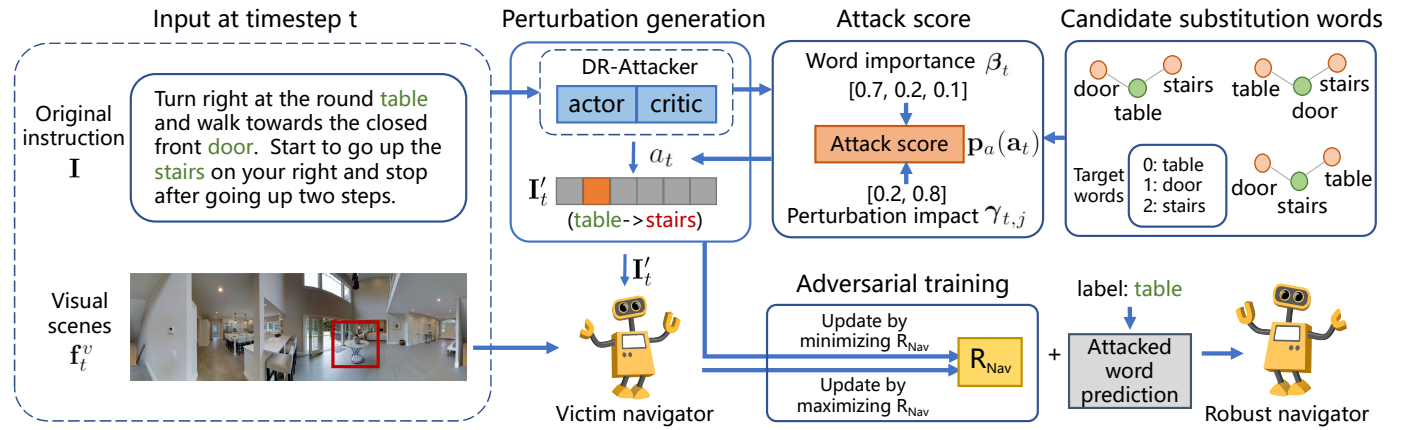 Input at timestep t
Original
instruction
I
Turn right at the round table
and walk towards the closed
front door. Start to go up the
stairs on your right and stop
after going up two steps.
Visual
scenes
f_t^v
Perturbation generation
DR-Attacker
actor
critic
a_t
I'_t
(table->stairs)
I'_t
Victim navigator
Attack score
Word importance β_t
[0.7, 0.2, 0.1]
Attack score
p_a(a_t)
[0.2, 0.8]
Perturbation impact γ_{t,j}
Candidate substitution words
door
table
stairs
table
door
stairs
Target
words
0: table
1: door
2: stairs
door
stairs
table
Adversarial training
Update by
minimizing R_Nav
Update by
maximizing R_Nav
R_Nav
+
label: table
Attacked
word
prediction
Robust navigator